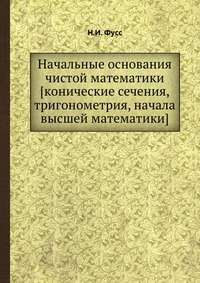 Н.И. Фусс
Начальные основания
чистой математики
[конические сечения,
тригонометрия, начала
высшей математики]